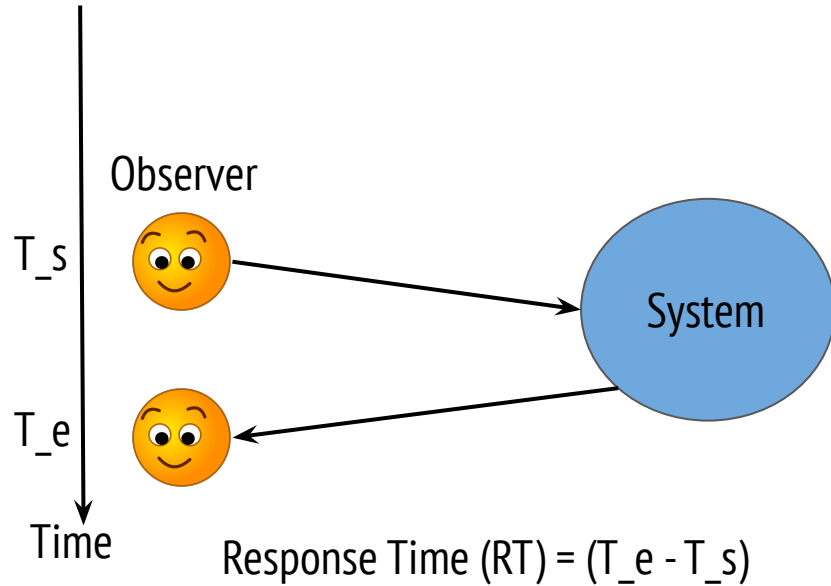 Observer
T_s
System
T_e
Time
Response Time (RT) = (T_e - T_s)